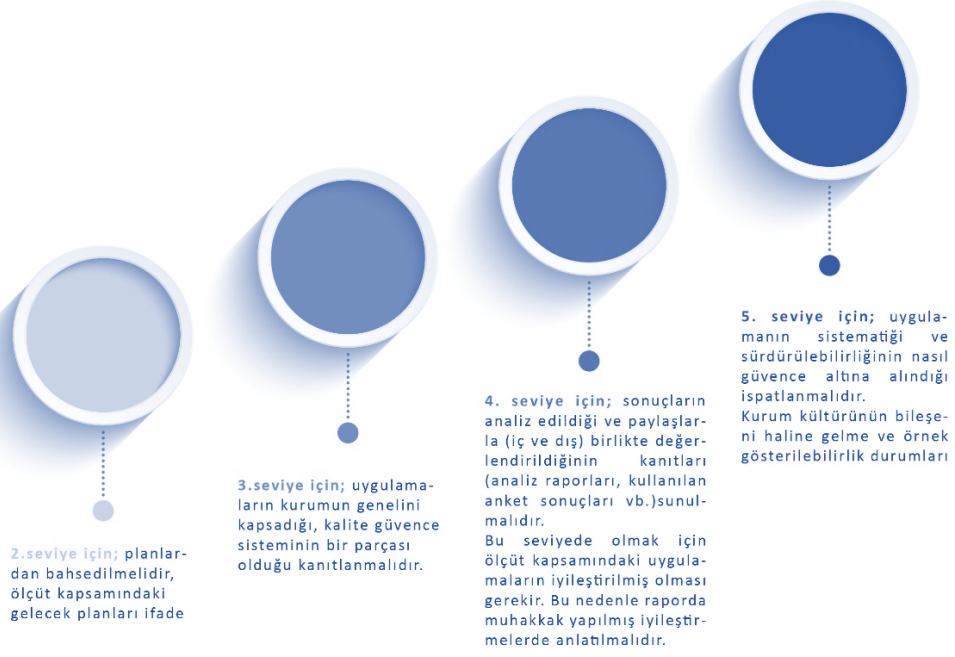 2.seviye için; planlar-
dan bahsedilmelidir,
ölçüt kapsamındaki
gelecek planları ifade
3.seviye için; uygulama-
ların kurumun genelini
kapsadığı, kalite güvence
sisteminin bir parçası
olduğu kanıtlanmalıdır.
4. seviye için; sonuçların
analiz edildiği ve paylaşlar-
la (iç ve dış) birlikte değer-
lendirildiğinin kanıtları
(analiz raporları, kullanılan
anket sonuçları vb.)sunul-
malıdır.
Bu seviyede olmak için
ölçüt kapsamındaki uygula-
maların iyileştirilmiş olması
gerekir. Bu nedenle raporda
muhakkak yapılmış iyileştir-
melerde anlatılmalıdır.
5. seviye için; uygula-
manın sistematiği ve
sürdürülebilirliğinin nasıl
güvence altına alındığı
ispatlanmalıdır.
Kurum kültürünün bileşe-
ni haline gelme ve örnek
gösterilebilirlik durumları